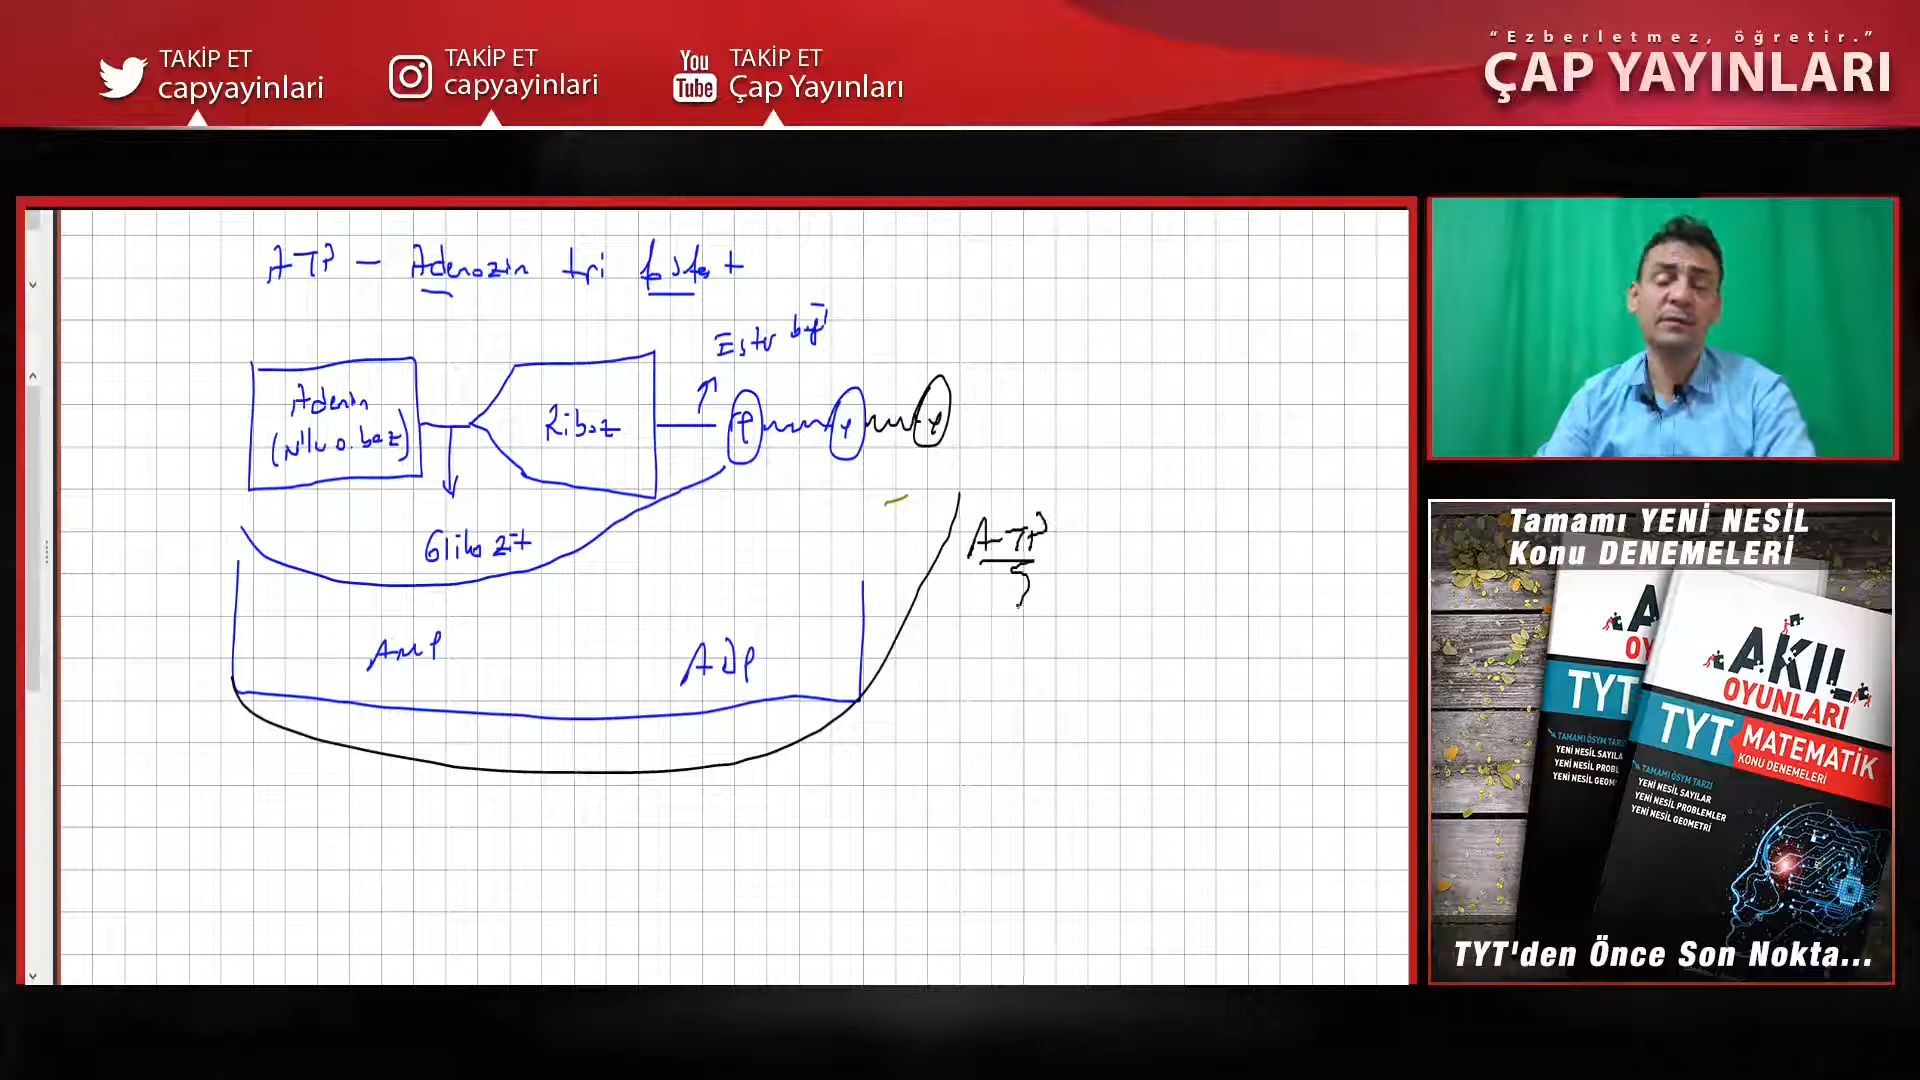 TAKİP ET
capyayinlari
TAKİP ET
capyayinlari
You
Tube
TAKİP ET
Çap Yayınları
“Ezberletmez, öğretir.”
ÇAP YAYINLARI
ATP - Adenozin tri fosfat
Ester bağı
Adenin
Riboz
P
Glikozit
ATP
AMP
ADP
Tamamı YENİ NESİL
Konu DENEMELERİ
AKIL
OYUNLARI
TYT
MATEMATİK
KONU DENEMELERİ
TAMAMI ÖSYM TARZI
YENİ NESİL SAYILAR
YENİ NESİL PROBLEMLER
YENİ NESİL GEOMETRİ
TYT
TYT'den Önce Son Nokta...